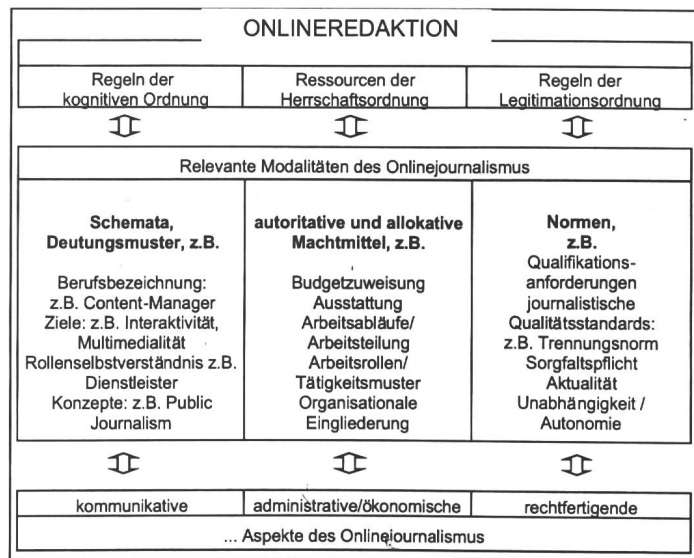 ONLINEREDAKTION
Regeln der
kognitiven Ordnung
Ressourcen der
Herrschaftsordnung
Regeln der
Legitimationsordnung
Relevante Modalitäten des Onlinejournalismus
Schemata,
Deutungsmuster, z.B.
Berufsbezeichnung:
z.B. Content-Manager
Ziele: z.B. Interaktivität,
Multimedialität
Rollenselbstverständnis z.B.
Dienstleister
Konzepte: z.B. Public
Journalism
autoritative und allokative
Machtmittel, z.B.
Budgetzuweisung
Ausstattung
Arbeitsabläufe/
Arbeitsteilung
Arbeitsrollen/
Tätigkeitsmuster
Organisationale
Eingliederung
Normen,
z.B.
Qualifikations-
anforderungen
journalistische
Qualitätsstandards:
z.B. Trennungsnorm
Sorgfaltspflicht
Aktualität
Unabhängigkeit /
Autonomie
kommunikative
administrative/ökonomische
rechtfertigende
... Aspekte des Onlinejournalismus